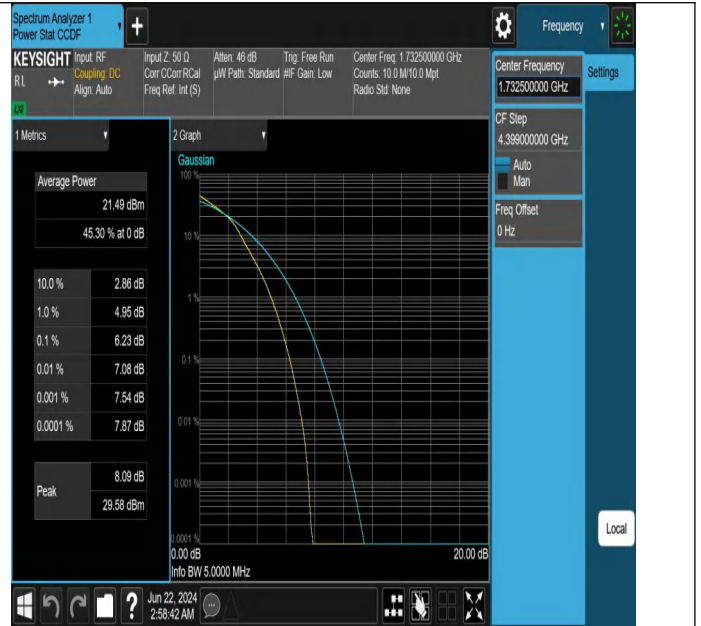 Spectrum Analyzer 1
Power Stat CCDF
+
Frequency
KEYSIGHT
RL
LXI
Input: RF
Coupling: DC
Align: Auto
Input Z: 50 Ω
Corr CCorr RCal
Freq Ref: Int (S)
Atten: 46 dB
µW Path: Standard
Trig: Free Run
#IF Gain: Low
Center Freq: 1.732500000 GHz
Counts: 10.0 M/10.0 Mpt
Radio Std: None
Center Frequency
1.732500000 GHz
Settings
CF Step
4.399000000 GHz
Auto
Man
Freq Offset
0 Hz
1 Metrics
Average Power
21.49 dBm
45.30 % at 0 dB
10.0 % 2.86 dB
1.0 % 4.95 dB
0.1 % 6.23 dB
0.01 % 7.08 dB
0.001 % 7.54 dB
0.0001 % 7.87 dB
Peak
8.09 dB
29.58 dBm
2 Graph
Gaussian
100 %
10 %
1 %
0.1 %
0.01 %
0.001 %
0.0001 %
0.00 dB 20.00 dB
Info BW 5.0000 MHz
Local
?
Jun 22, 2024
2:58:42 AM